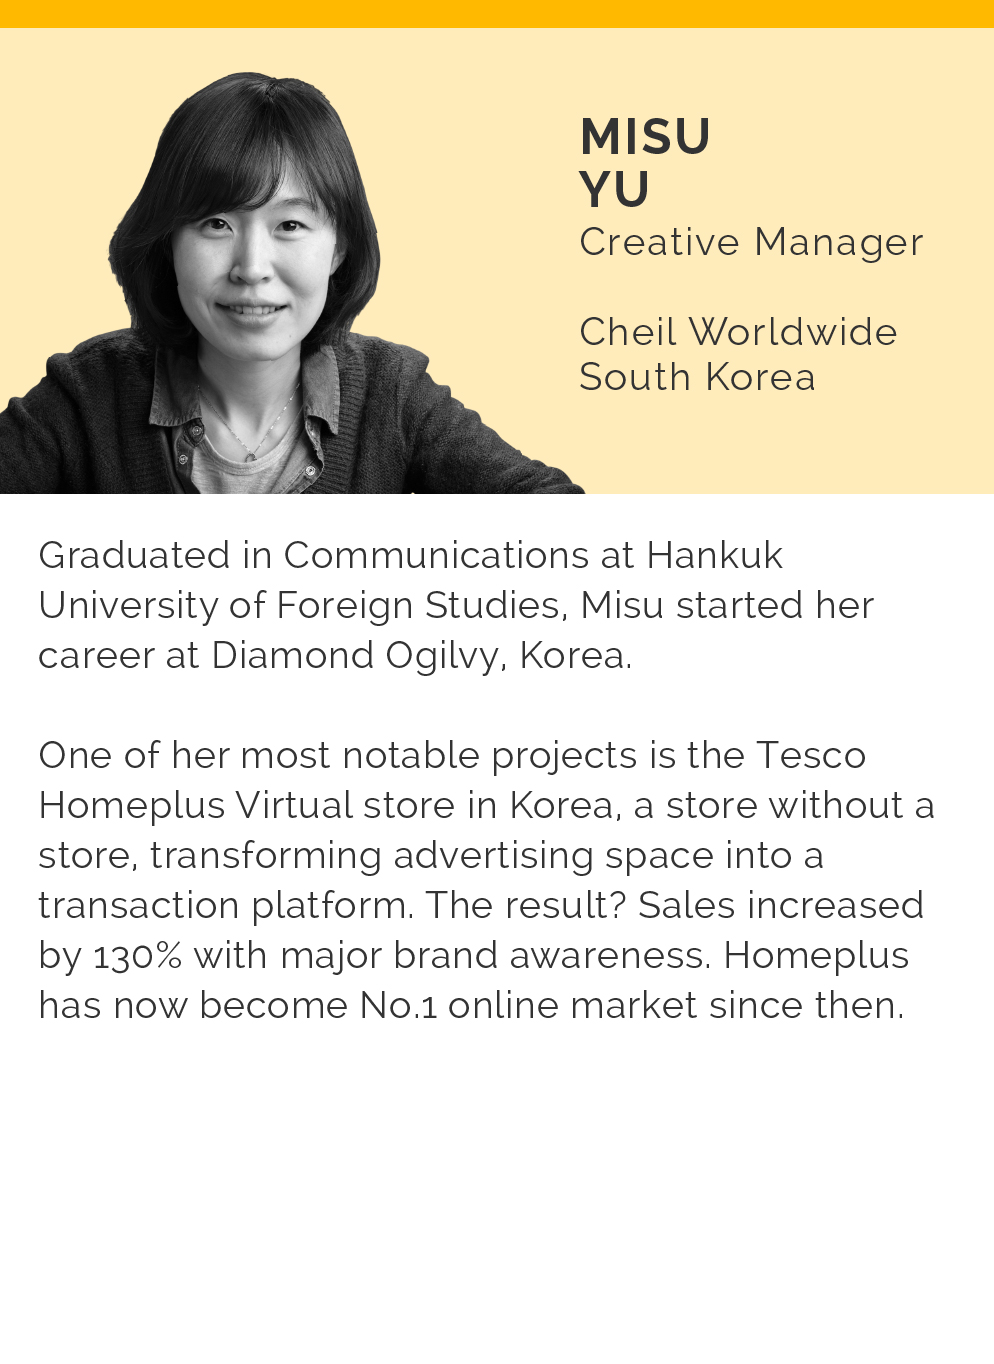 MISU
YU
Creative Manager
Cheil Worldwide
South Korea
Graduated in Communications at Hankuk
University of Foreign Studies, Misu started her
career at Diamond Ogilvy, Korea.
One of her most notable projects is the Tesco
Homeplus Virtual store in Korea, a store without a
store, transforming advertising space into a
transaction platform. The result? Sales increased
by 130% with major brand awareness. Homeplus
has now become No.1 online market since then.